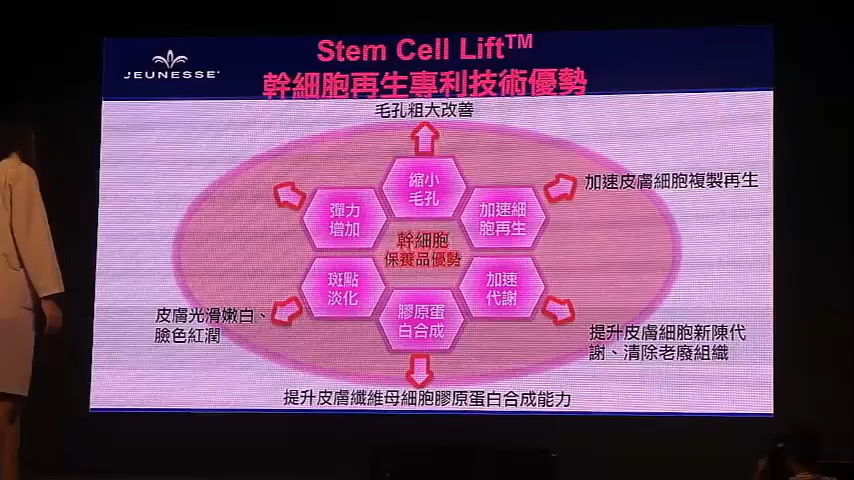 JEUNESSE
Stem Cell Lift™
幹細胞再生專利技術優勢
毛孔粗大改善
加速皮膚細胞複製再生
縮小
毛孔
彈力
增加
加速細
胞再生
幹細胞
保養品優勢
斑點
淡化
加速
代謝
膠原蛋
白合成
皮膚光滑嫩白、
臉色紅潤
提升皮膚細胞新陳代
謝、清除老廢組織
提升皮膚纖維母細胞膠原蛋白合成能力